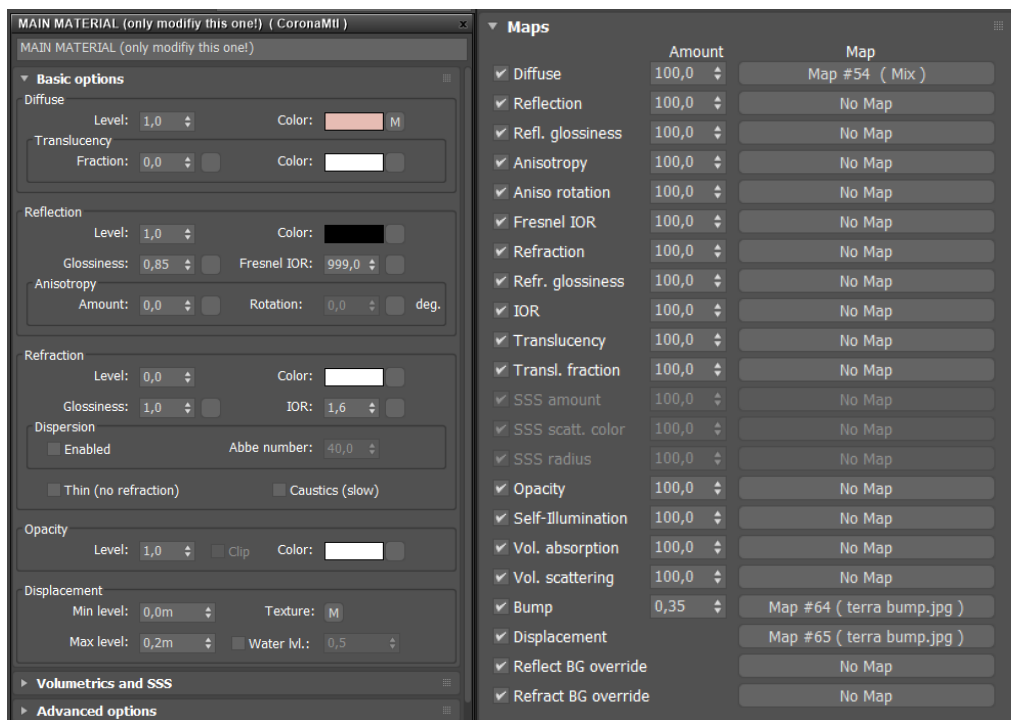 MAIN MATERIAL (only modifiy this one!) ( CoronaMtl ) x
MAIN MATERIAL (only modifiy this one!)
Basic options
Diffuse
Level: 1,0 Color: M
Translucency
Fraction: 0,0 Color:
Reflection
Level: 1,0 Color:
Glossiness: 0,85 Fresnel IOR: 999,0
Anisotropy
Amount: 0,0 Rotation: 0,0 deg.
Refraction
Level: 0,0 Color:
Glossiness: 1,0 IOR: 1,6
Dispersion
Enabled Abbe number: 40,0
Thin (no refraction) Caustics (slow)
Opacity
Level: 1,0 Clip Color:
Displacement
Min level: 0,0m Texture: M
Max level: 0,2m Water lvl.: 0,5
Volumetrics and SSS
Advanced options
Maps
Amount Map
Diffuse 100,0 Map #54 ( Mix )
Reflection 100,0 No Map
Refl. glossiness 100,0 No Map
Anisotropy 100,0 No Map
Aniso rotation 100,0 No Map
Fresnel IOR 100,0 No Map
Refraction 100,0 No Map
Refr. glossiness 100,0 No Map
IOR 100,0 No Map
Translucency 100,0 No Map
Transl. fraction 100,0 No Map
SSS amount 100,0 No Map
SSS scatt. color 100,0 No Map
SSS radius 100,0 No Map
Opacity 100,0 No Map
Self-Illumination 100,0 No Map
Vol. absorption 100,0 No Map
Vol. scattering 100,0 No Map
Bump 0,35 Map #64 ( terra bump.jpg )
Displacement Map #65 ( terra bump.jpg )
Reflect BG override No Map
Refract BG override No Map